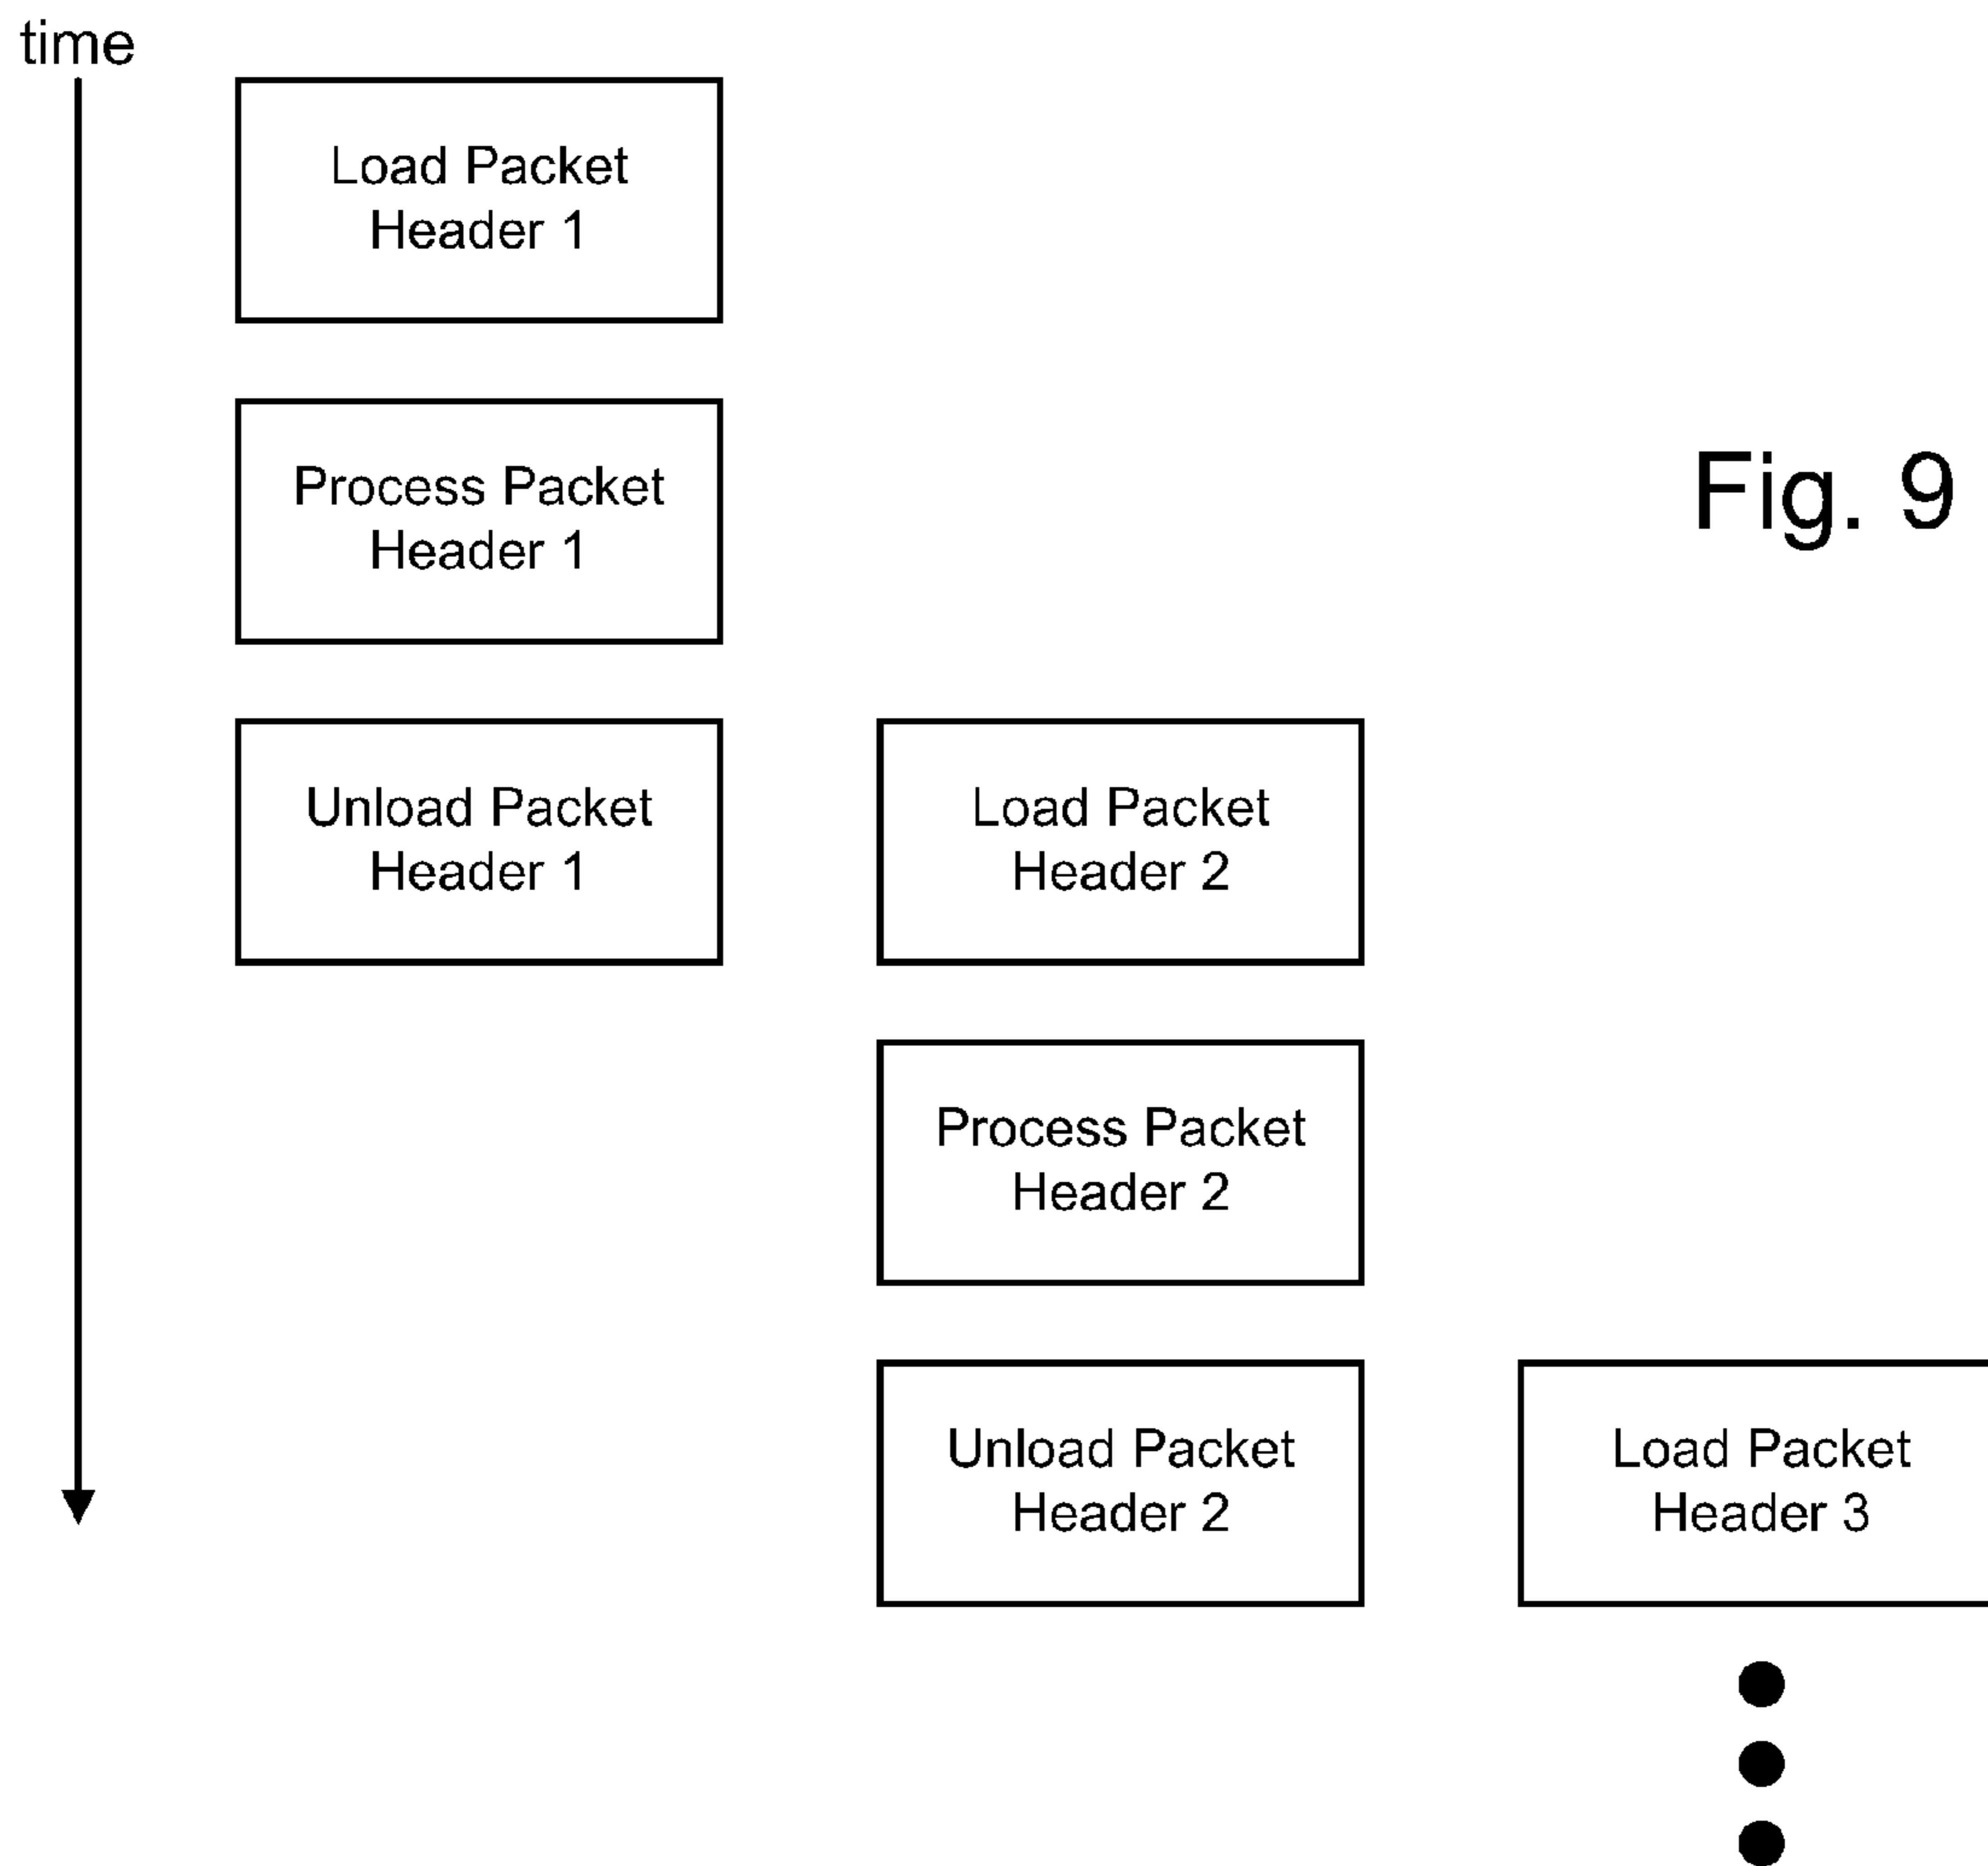 time
Load Packet
Header 1
Process Packet
Header 1
Fig. 9
Unload Packet
Header 1
Load Packet
Header 2
Process Packet
Header 2
Unload Packet
Header 2
Load Packet
Header 3